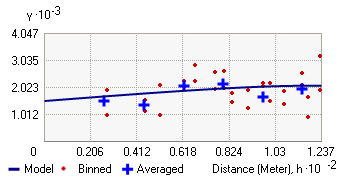 γ · 10⁻³
4.047
3.035
2.023
1.012
0 0.206 0.412 0.618 0.824 1.03 1.237
Distance (Meter), h · 10⁻²
Model Binned Averaged